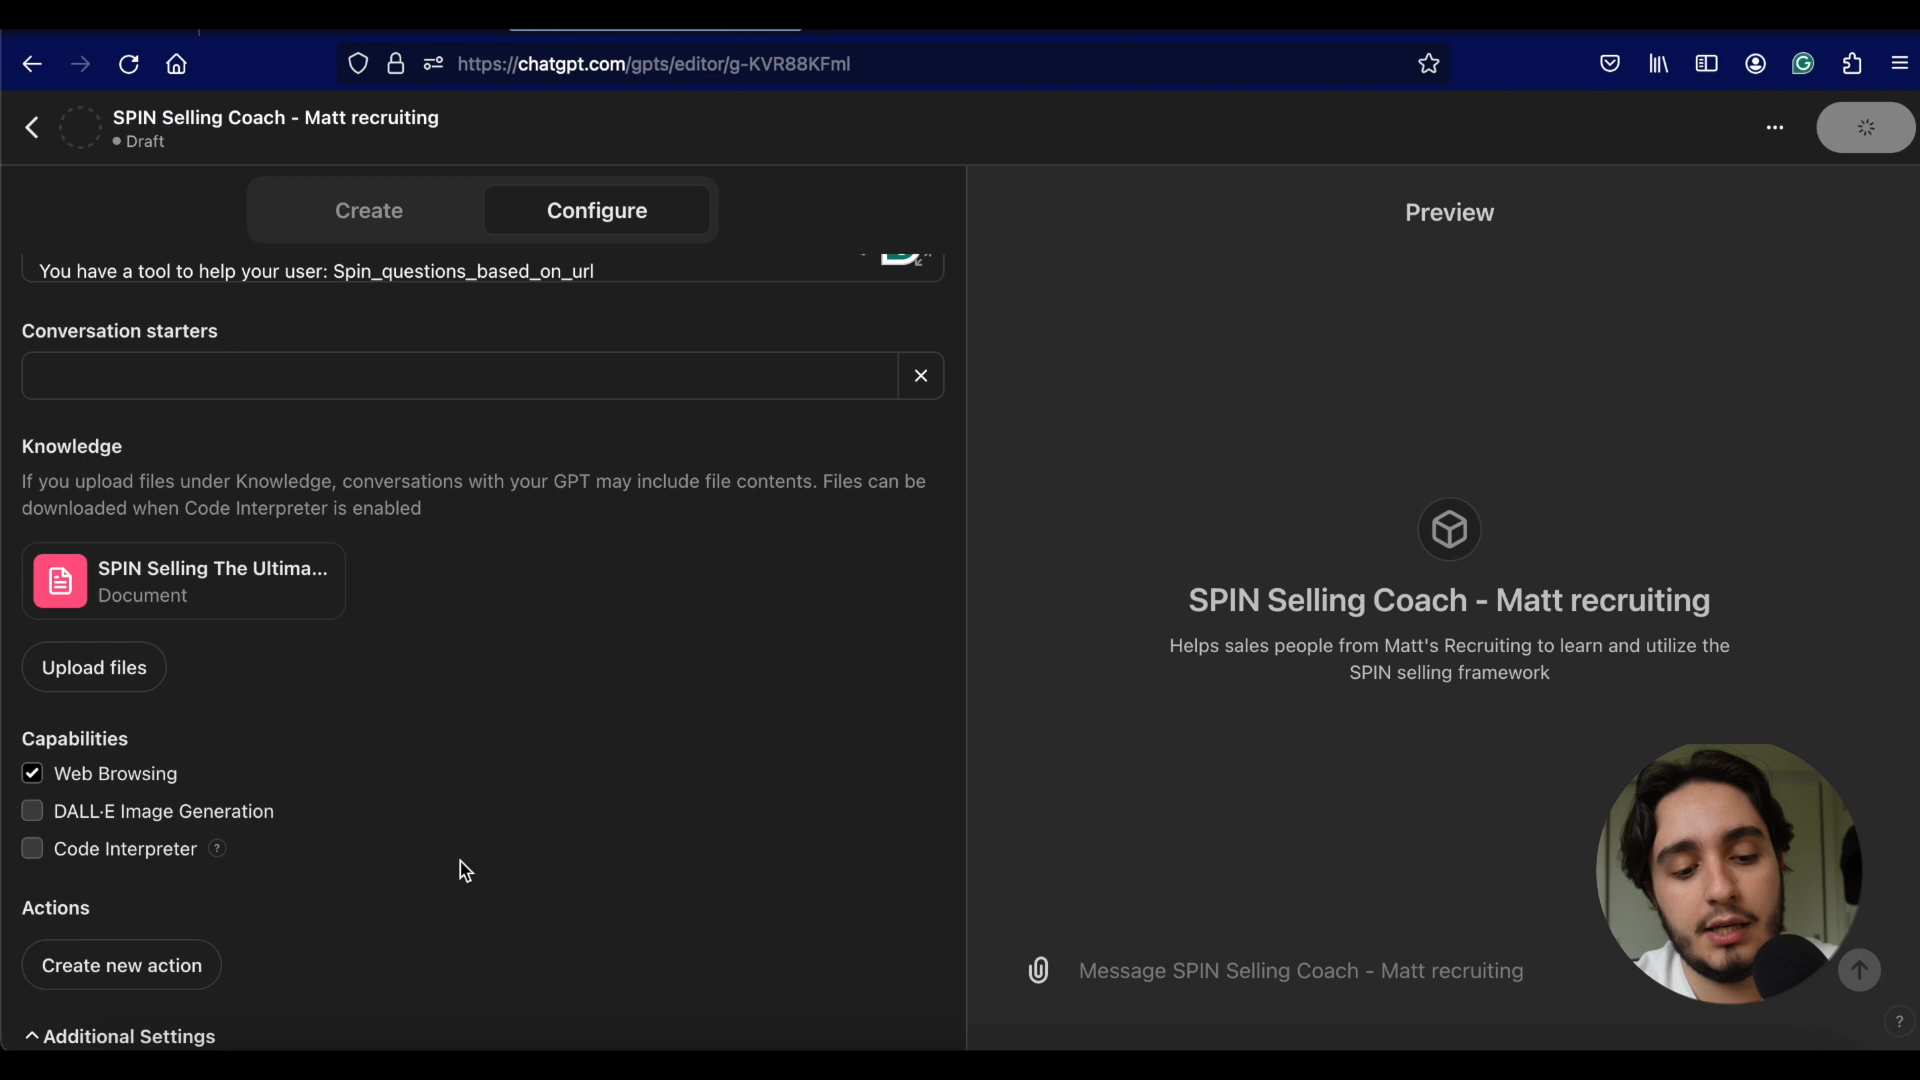 https://chatgpt.com/gpts/editor/g-KVR88KFml
SPIN Selling Coach - Matt recruiting
Draft
Create
Configure
You have a tool to help your user: Spin_questions_based_on_url
Conversation starters
Knowledge
If you upload files under Knowledge, conversations with your GPT may include file contents. Files can be
downloaded when Code Interpreter is enabled
SPIN Selling The Ultima...
Document
Upload files
Capabilities
Web Browsing
DALL·E Image Generation
Code Interpreter ?
Actions
Create new action
Additional Settings
Preview
SPIN Selling Coach - Matt recruiting
Helps sales people from Matt's Recruiting to learn and utilize the
SPIN selling framework
Message SPIN Selling Coach - Matt recruiting
?